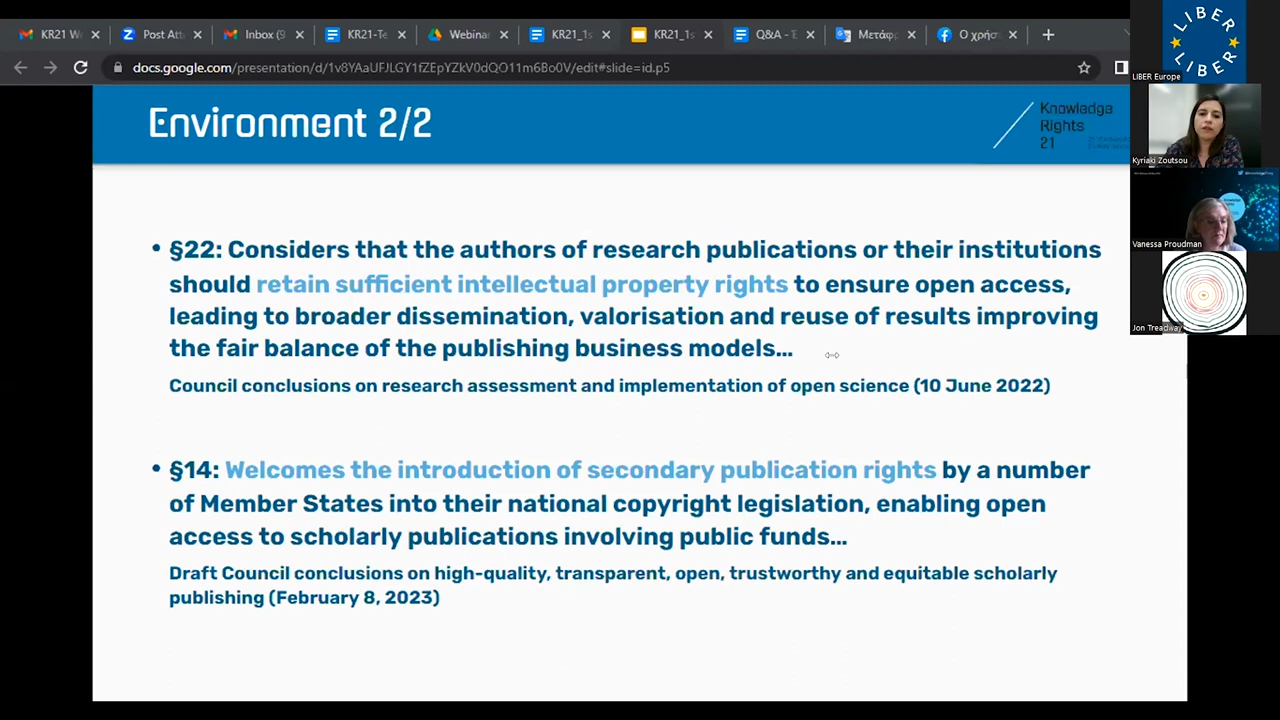 KR21 W
Post Att
Inbox (9
KR21-Te
Webinar
KR21_1s
KR21_1s
Q&A - Έ
Μετάφρ
Ο χρήσ
docs.google.com/presentation/d/1v8YAaUFJLGY1fZEpYZkV0dQO11m6Bo0V/edit#slide=id.p5
LIBER
LIBER
LIBER Europe
Kyriaki Zoutsou
Vanessa Proudman
Jon Treadway
Environment 2/2
Knowledge
Rights
21
• §22: Considers that the authors of research publications or their institutions
should retain sufficient intellectual property rights to ensure open access,
leading to broader dissemination, valorisation and reuse of results improving
the fair balance of the publishing business models...
Council conclusions on research assessment and implementation of open science (10 June 2022)
• §14: Welcomes the introduction of secondary publication rights by a number
of Member States into their national copyright legislation, enabling open
access to scholarly publications involving public funds...
Draft Council conclusions on high-quality, transparent, open, trustworthy and equitable scholarly
publishing (February 8, 2023)